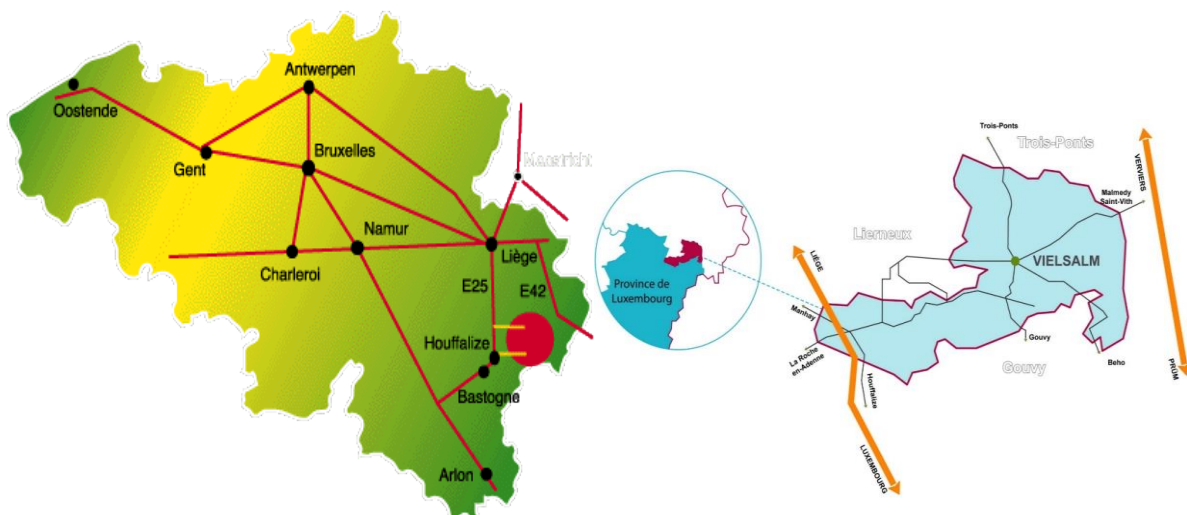 Antwerpen
Oostende
Bruxelles
Gent
Maastricht
Namur
Liège
Charleroi
E25
E42
Houffalize
Bastogne
Arlon
Province de
Luxembourg
Trois-Ponts
Trois-Ponts
VERVIERS
Malmedy
Saint-Vith
Lierneux
LIÈGE
VIELSALM
Manhay
La Roche
en-Adenne
Gouvy
Gouvy
Beho
Houffalize
PRÜM
LUXEMBOURG